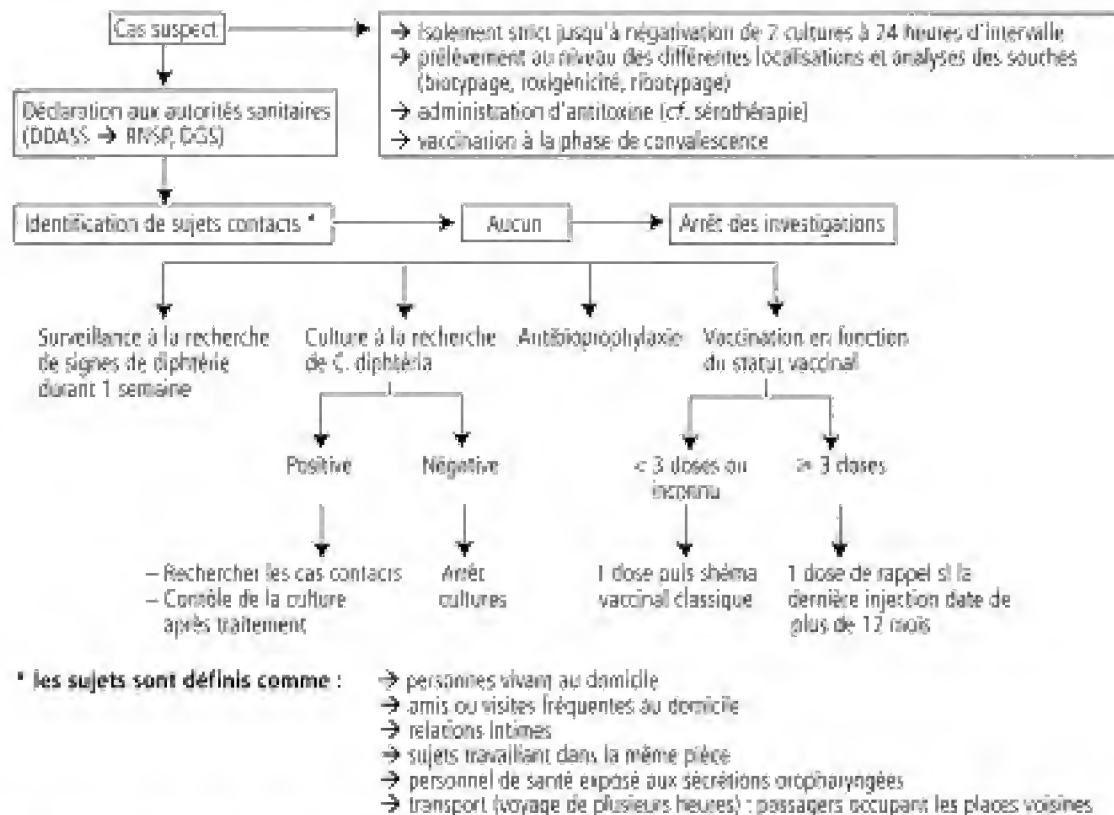 Cas suspect
→ isolement strict jusqu'à négativation de 2 cultures à 24 heures d'intervalle
→ prélèvement au niveau des différentes localisations et analyses des souches
(biotypage, toxigénicité, ribotypage)
→ administration d'antitoxine (cf. sérothérapie)
→ vaccination à la phase de convalescence
Déclaration aux autorités sanitaires
(DDASS → RNSP, DGS)
Identification de sujets contacts *
Aucun
Arrêt des investigations
Surveillance à la recherche
de signes de diphtérie
durant 1 semaine
Culture à la recherche
de C. diphtéria
Antibioprophylaxie
Vaccination en fonction
du statut vaccinal
Positive
Négative
< 3 doses ou
inconnu
≥ 3 doses
– Rechercher les cas contacts
– Contrôle de la culture
après traitement
Arrêt
cultures
1 dose puis shéma
vaccinal classique
1 dose de rappel si la
dernière injection date de
plus de 12 mois
* les sujets sont définis comme :
→ personnes vivant au domicile
→ amis ou visites fréquentes au domicile
→ relations intimes
→ sujets travaillant dans la même pièce
→ personnel de santé exposé aux sécrétions oropharyngées
→ transport (voyage de plusieurs heures) : passagers occupant les places voisines